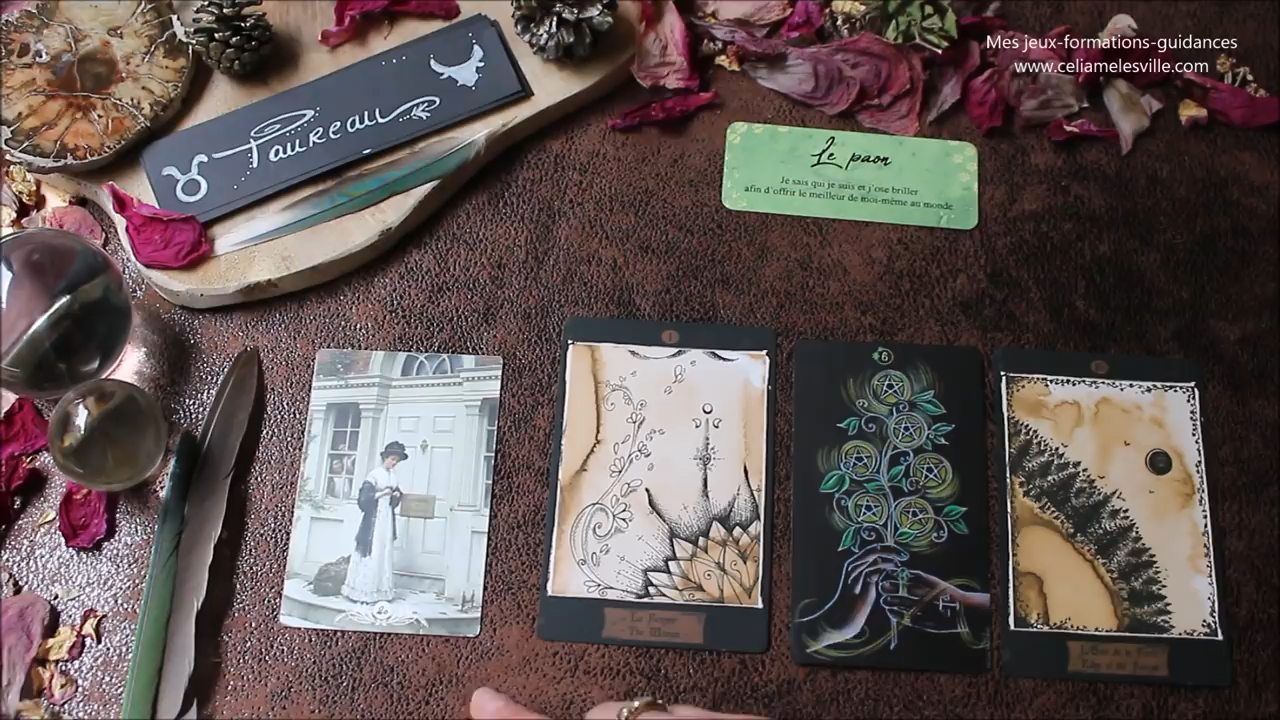 Mes jeux-formations-guidances
www.celiamelesville.com
Taureau
Le paon
Je sais qui je suis et j'ose briller
afin d'offrir le meilleur de moi-même au monde
I
6